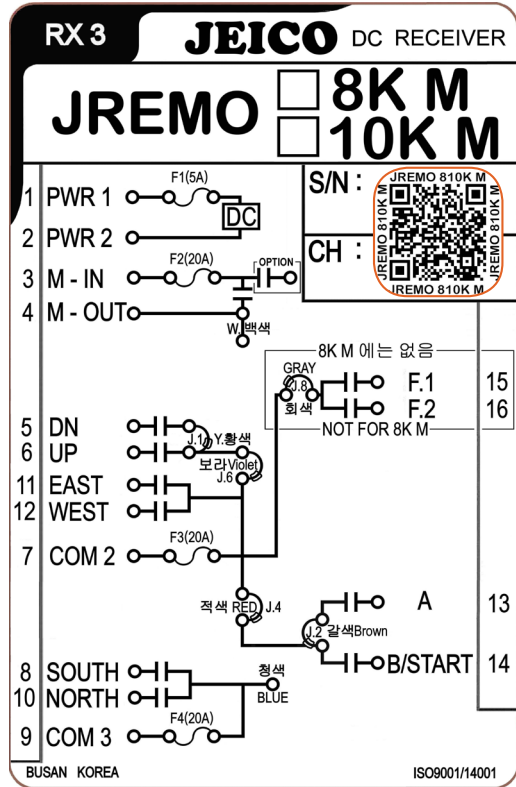 RX 3
JEICO DC RECEIVER
JREMO
8K M
10K M
S/N :
CH :
JREMO 810K M
JREMO 810K M
JREMO 810K M
JREMO 810K M
1 PWR 1
F1(5A)
DC
2 PWR 2
3 M - IN
F2(20A)
OPTION
4 M - OUT
W. 백색
8K M 에는 없음
GRAY
J.8
회색
F.1 15
F.2 16
NOT FOR 8K M
5 DN
J.1 Y.황색
6 UP
보라Violet
J.6
11 EAST
12 WEST
7 COM 2
F3(20A)
적색 RED J.4
A 13
J.2 갈색Brown
B/START 14
8 SOUTH
청색
BLUE
10 NORTH
F4(20A)
9 COM 3
BUSAN KOREA
ISO9001/14001